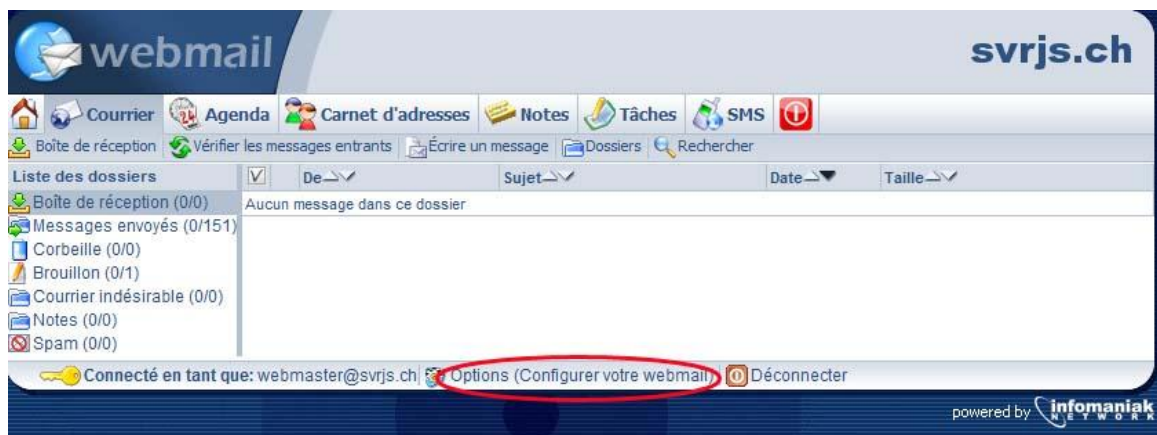 webmail
svrjs.ch
Courrier Agenda Carnet d'adresses Notes Tâches SMS
Boîte de réception Vérifier les messages entrants Écrire un message Dossiers Rechercher
Liste des dossiers De Sujet Date Taille
Boîte de réception (0/0) Aucun message dans ce dossier
Messages envoyés (0/151)
Corbeille (0/0)
Brouillon (0/1)
Courrier indésirable (0/0)
Notes (0/0)
Spam (0/0)
Connecté en tant que: webmaster@svrjs.ch Options (Configurer votre webmail) Déconnecter
powered by infomaniak
NETWORK